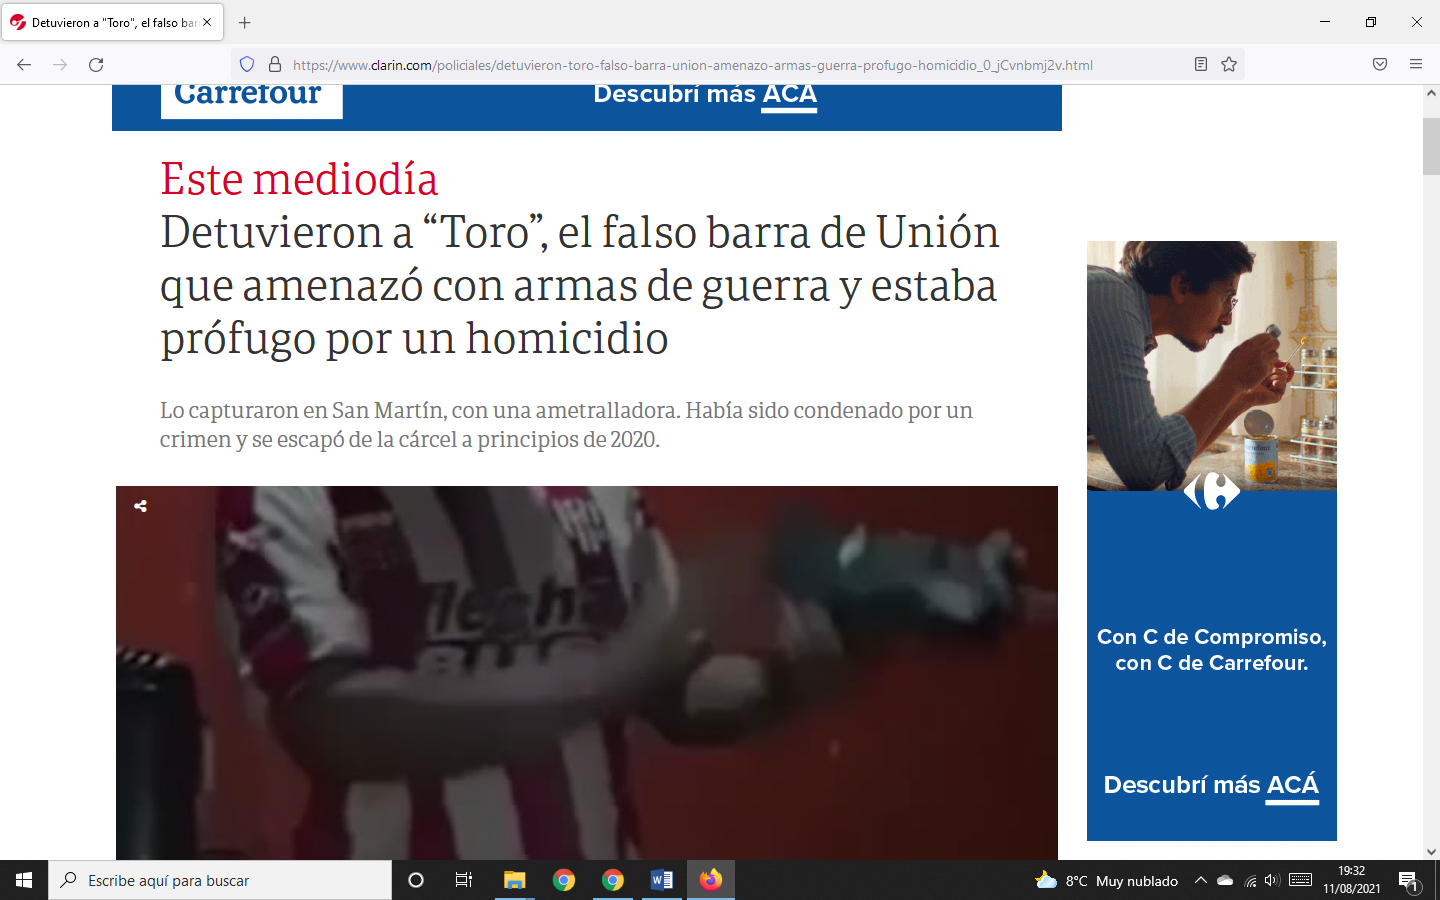 Detuvieron a "Toro", el falso bar
https://www.clarin.com/policiales/detuvieron-toro-falso-barra-union-amenazo-armas-guerra-profugo-homicidio_0_jCvnbmj2v.html
Carrefour
Descubrí más ACÁ
Este mediodía
Detuvieron a “Toro”, el falso barra de Unión
que amenazó con armas de guerra y estaba
prófugo por un homicidio
Lo capturaron en San Martín, con una ametralladora. Había sido condenado por un
crimen y se escapó de la cárcel a principios de 2020.
flecha
BUS
Con C de Compromiso,
con C de Carrefour.
Descubrí más ACÁ
Escribe aquí para buscar
8°C Muy nublado
19:32
11/08/2021
1